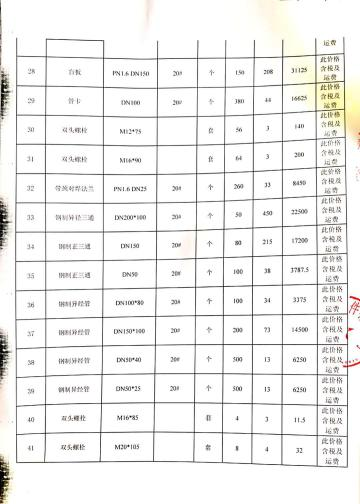 运费
28 盲板 PN1.6 DN150 20# 个 150 208 31125 此价格含税及运费
29 管卡 DN100 20# 个 380 44 16625 此价格含税及运费
30 双头螺栓 M12*75 套 56 3 140 此价格含税及运费
31 双头螺栓 M16*90 套 64 3 200 此价格含税及运费
32 带颈对焊法兰 PN1.6 DN25 20# 个 260 33 8450 此价格含税及运费
33 钢制异径三通 DN200*100 20# 个 50 450 22500 此价格含税及运费
34 钢制正三通 DN150 20# 个 80 215 17200 此价格含税及运费
35 钢制正三通 DN50 20# 个 100 38 3787.5 此价格含税及运费
36 钢制异经管 DN100*80 20# 个 100 34 3375 此价格含税及运费
37 钢制异经管 DN150*100 20# 个 200 73 14500 此价格含税及运费
38 钢制异经管 DN50*40 20# 个 500 13 6250 此价格含税及运费
39 钢制异经管 DN50*25 20# 个 500 13 6250 此价格含税及运费
40 双头螺栓 M16*85 套 4 3 11.5 此价格含税及运费
41 双头螺栓 M20*105 套 8 4 32 此价格含税及运费